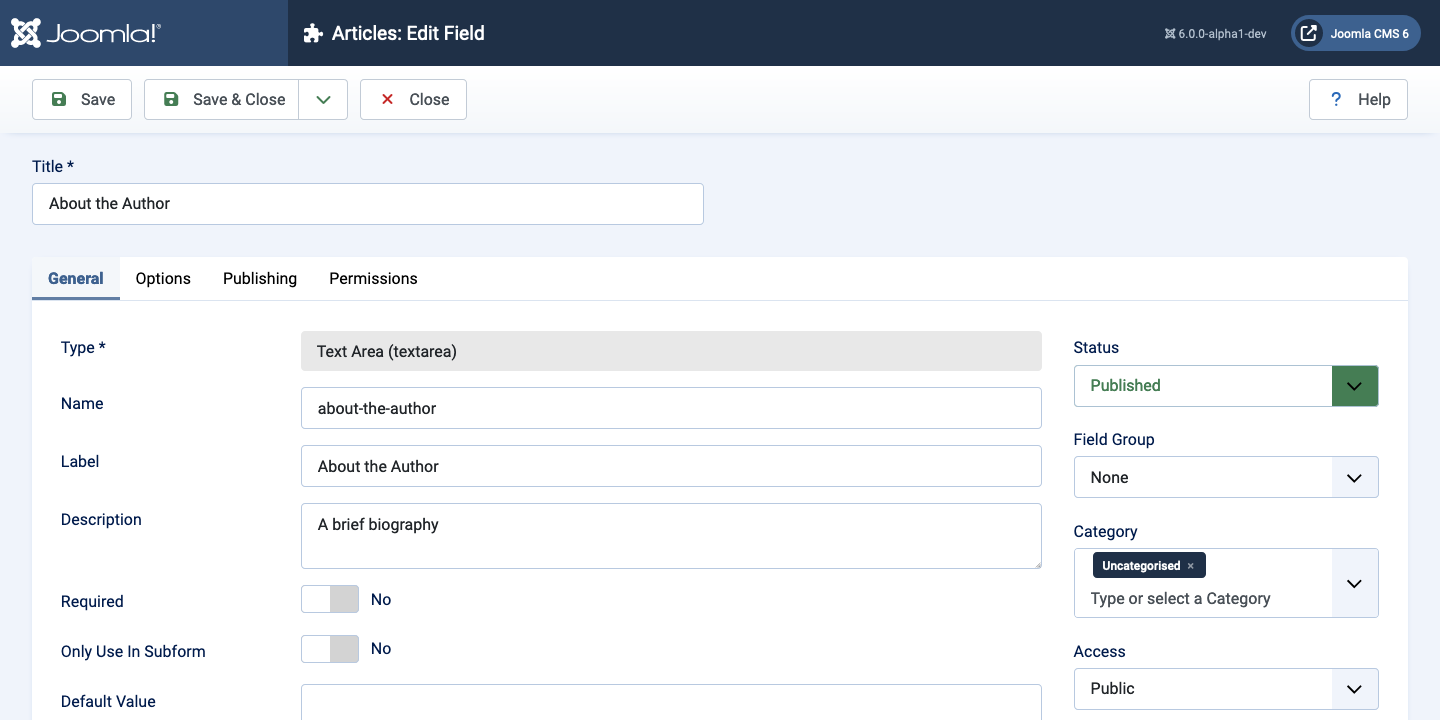 Joomla!®
Articles: Edit Field
6.0.0-alpha1-dev
Joomla CMS 6
Save
Save & Close
Close
? Help
Title *
About the Author
General Options Publishing Permissions
Type *
Text Area (textarea)
Name
about-the-author
Label
About the Author
Description
A brief biography
Required
No
Only Use In Subform
No
Default Value
Status
Published
Field Group
None
Category
Uncategorised ×
Type or select a Category
Access
Public